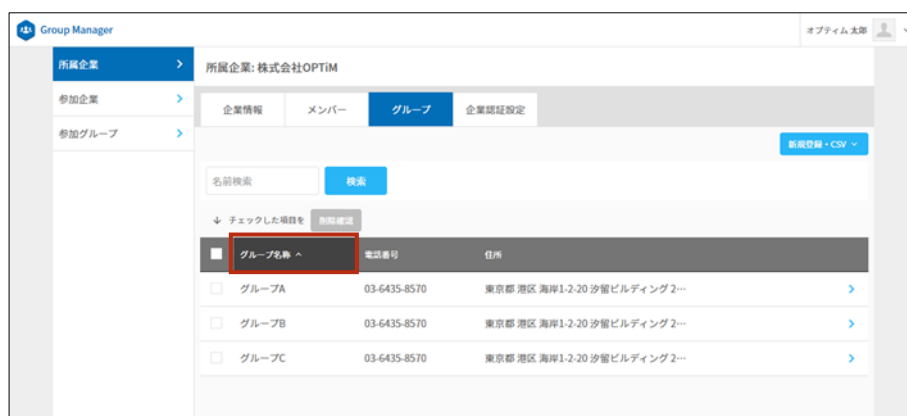 Group Manager
オプティム 太郎
所属企業
参加企業
参加グループ
所属企業: 株式会社OPTiM
企業情報 メンバー グループ 企業認証設定
新規登録・CSV
名前検索 検索
↓ チェックした項目を 削除確認
グループ名称 電話番号 住所
グループA 03-6435-8570 東京都 港区 海岸1-2-20 汐留ビルディング 2…
グループB 03-6435-8570 東京都 港区 海岸1-2-20 汐留ビルディング 2…
グループC 03-6435-8570 東京都 港区 海岸1-2-20 汐留ビルディング 2…